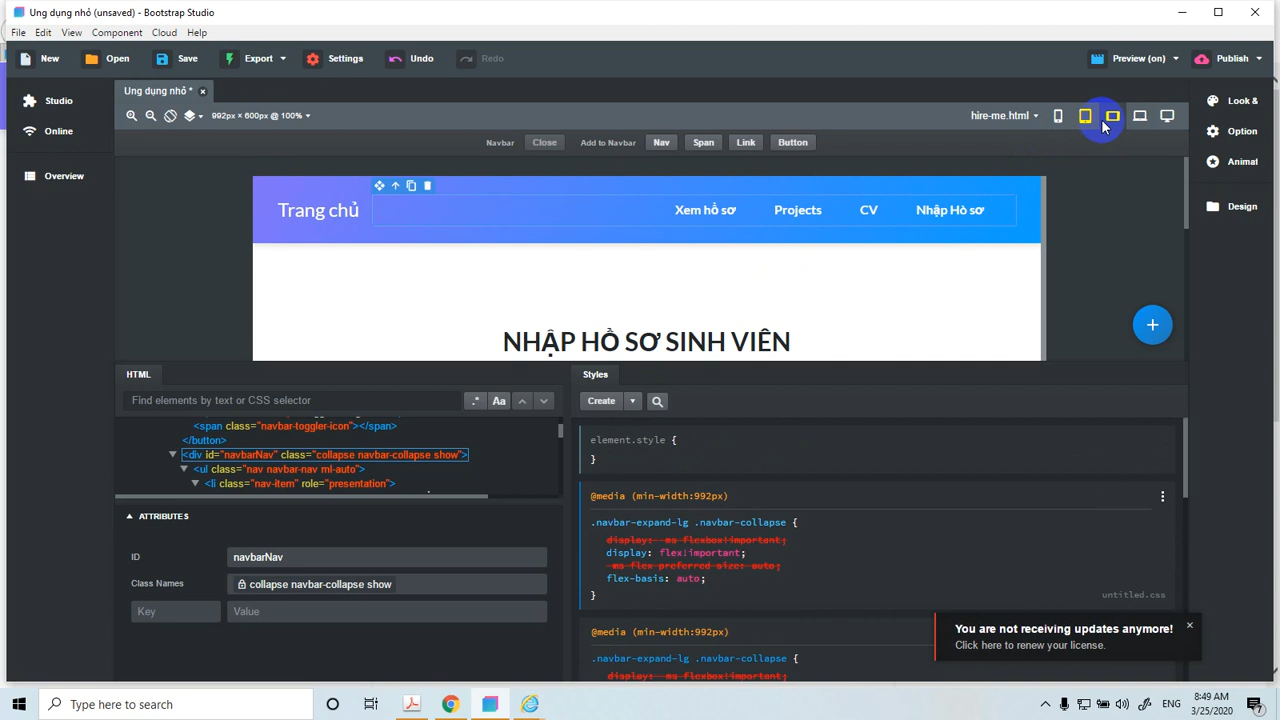 Ung dụng nhỏ (unsaved) - Bootstrap Studio
File Edit View Component Cloud Help
New Open Save Export Settings Undo Redo Preview (on) Publish
Ung dụng nhỏ *
992px × 600px @ 100% hire-me.html
Studio
Online
Overview
Navbar Close Add to Navbar Nav Span Link Button
Look &
Option
Animat
Design
Trang chủ Xem hồ sơ Projects CV Nhập Hò sơ
NHẬP HỒ SƠ SINH VIÊN
HTML
Find elements by text or CSS selector
.* Aa
<span class="navbar-toggler-icon"></span>
</button>
<div id="navbarNav" class="collapse navbar-collapse show">
<ul class="nav navbar-nav ml-auto">
<li class="nav-item" role="presentation">
ATTRIBUTES
ID navbarNav
Class Names collapse navbar-collapse show
Key Value
Styles
Create
element.style {
}
@media (min-width:992px)
.navbar-expand-lg .navbar-collapse {
display: -ms-flexbox!important;
display: flex!important;
-ms-flex-preferred-size: auto;
flex-basis: auto;
}
untitled.css
@media (min-width:992px)
.navbar-expand-lg .navbar-collapse {
You are not receiving updates anymore!
Click here to renew your license.
Type here to search
ENG
8:49 AM
3/25/2020
7